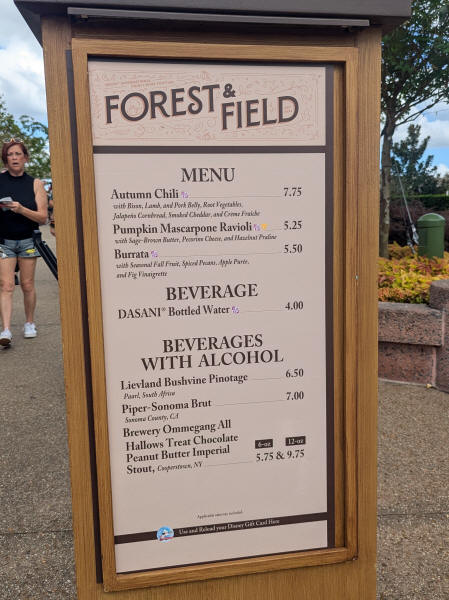 FOREST & FIELD
MENU
Autumn Chili 7.75
with Bison, Lamb, and Pork Belly, Root Vegetables,
Jalapeño Cornbread, Smoked Cheddar, and Crème Fraîche
Pumpkin Mascarpone Ravioli 5.25
with Sage-Brown Butter, Pecorino Cheese, and Hazelnut Praline
Burrata 5.50
with Seasonal Fall Fruit, Spiced Pecans, Apple Purée,
and Fig Vinaigrette
BEVERAGE
DASANI® Bottled Water 4.00
BEVERAGES
WITH ALCOHOL
Lievland Bushvine Pinotage 6.50
Paarl, South Africa
Piper-Sonoma Brut 7.00
Sonoma County, CA
Brewery Ommegang All
Hallows Treat Chocolate
Peanut Butter Imperial 6-oz 12-oz
Stout, Cooperstown, NY 5.75 & 9.75
Applicable sales tax included.
Use and Reload your Disney Gift Card Here